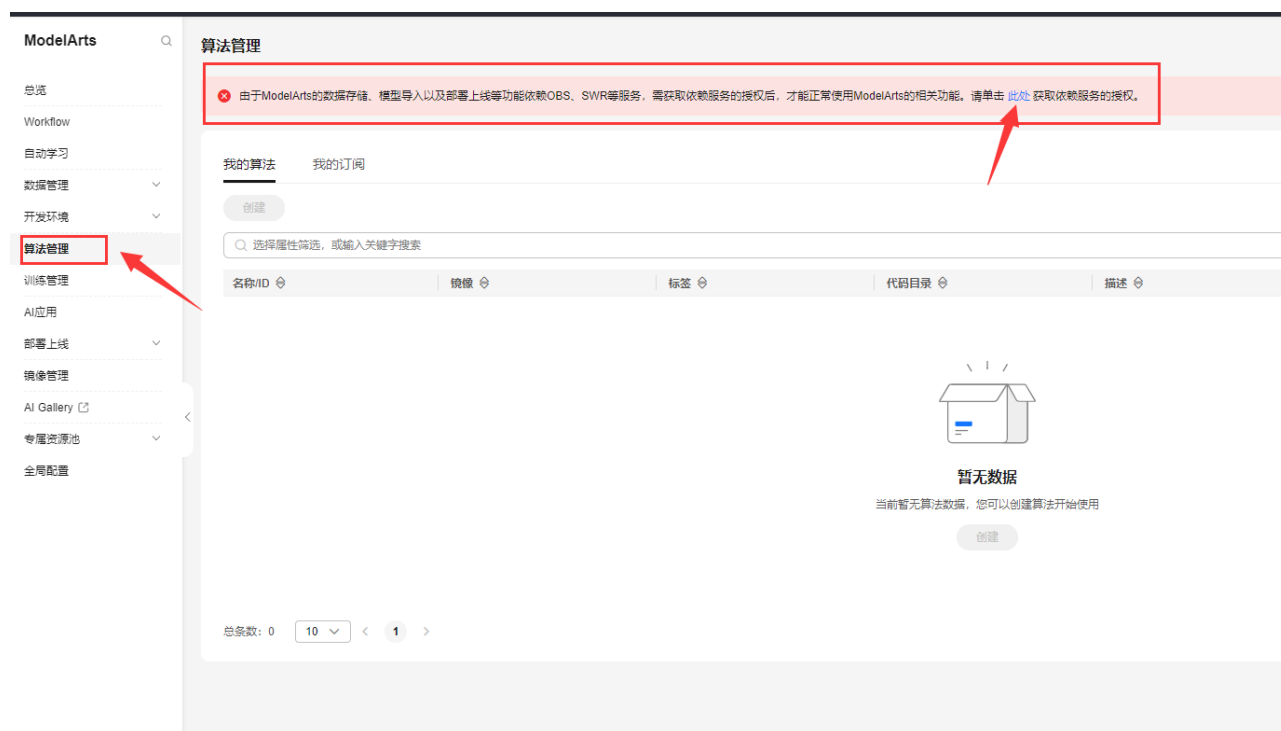 ModelArts
总览
Workflow
自动学习
数据管理
开发环境
算法管理
训练管理
AI应用
部署上线
镜像管理
AI Gallery
专属资源池
全局配置
算法管理
由于ModelArts的数据存储、模型导入以及部署上线等功能依赖OBS、SWR等服务，需获取依赖服务的授权后，才能正常使用ModelArts的相关功能。请单击 此处 获取依赖服务的授权。
我的算法 我的订阅
创建
选择属性筛选，或输入关键字搜索
名称/ID 镜像 标签 代码目录 描述
暂无数据
当前暂无算法数据，您可以创建算法开始使用
创建
总条数：0 10 1